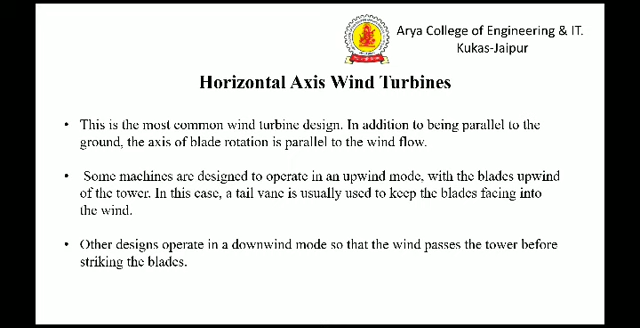 Arya College of Engineering & IT.
Kukas-Jaipur
Horizontal Axis Wind Turbines
• This is the most common wind turbine design. In addition to being parallel to the
ground, the axis of blade rotation is parallel to the wind flow.
• Some machines are designed to operate in an upwind mode, with the blades upwind
of the tower. In this case, a tail vane is usually used to keep the blades facing into
the wind.
• Other designs operate in a downwind mode so that the wind passes the tower before
striking the blades.